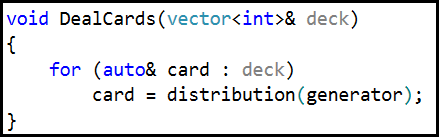 void DealCards(vector<int>& deck)
{
    for (auto& card : deck)
        card = distribution(generator);
}